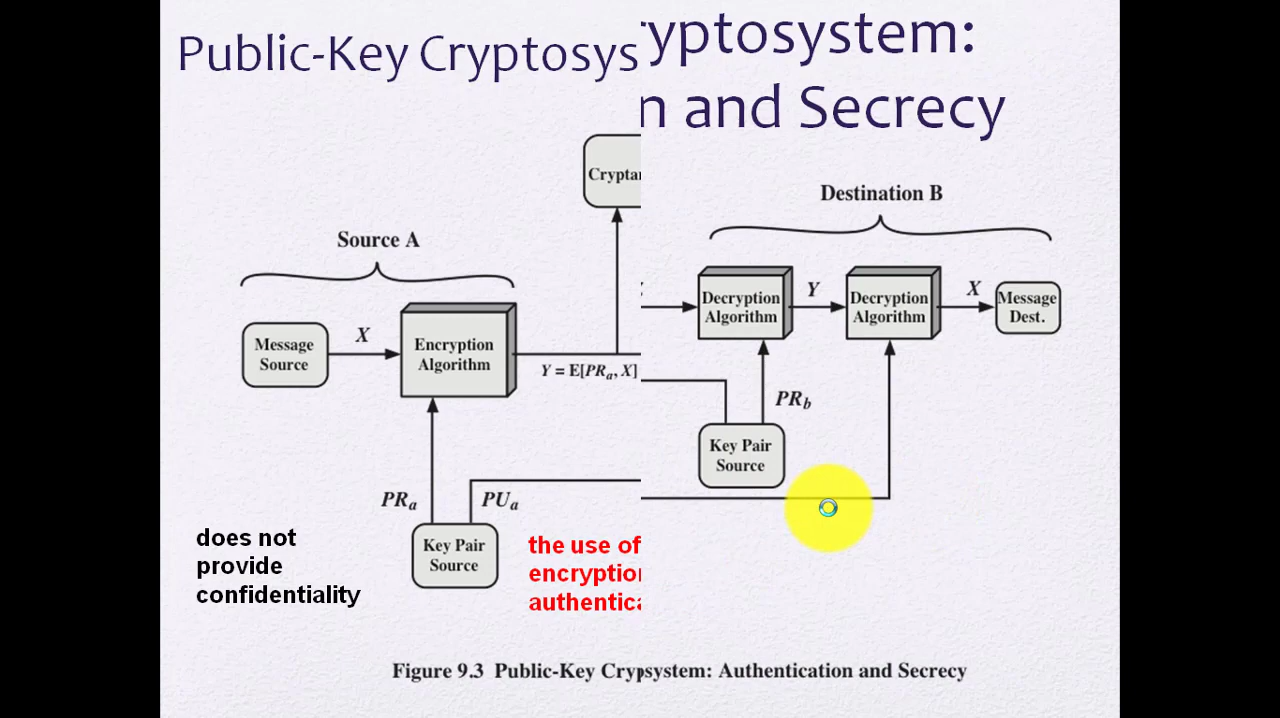 Public-Key Cryptosys
yptosystem:
n and Secrecy
Crypta
Destination B
Source A
Decryption
Algorithm
Y
Decryption
Algorithm
X
Message
Dest.
Message
Source
X
Encryption
Algorithm
Y = E[PRa, X]
PRb
Key Pair
Source
PRa
PUa
Key Pair
Source
does not
provide
confidentiality
the use of
encryption
authentica
Figure 9.3 Public-Key Crypsystem: Authentication and Secrecy